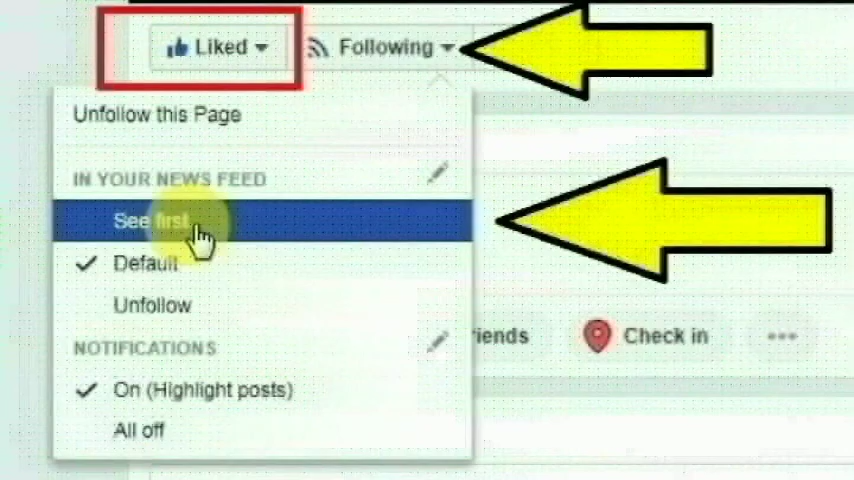 Liked Following
Unfollow this Page
IN YOUR NEWS FEED
See first
Default
Unfollow
riends Check in
NOTIFICATIONS
On (Highlight posts)
All off